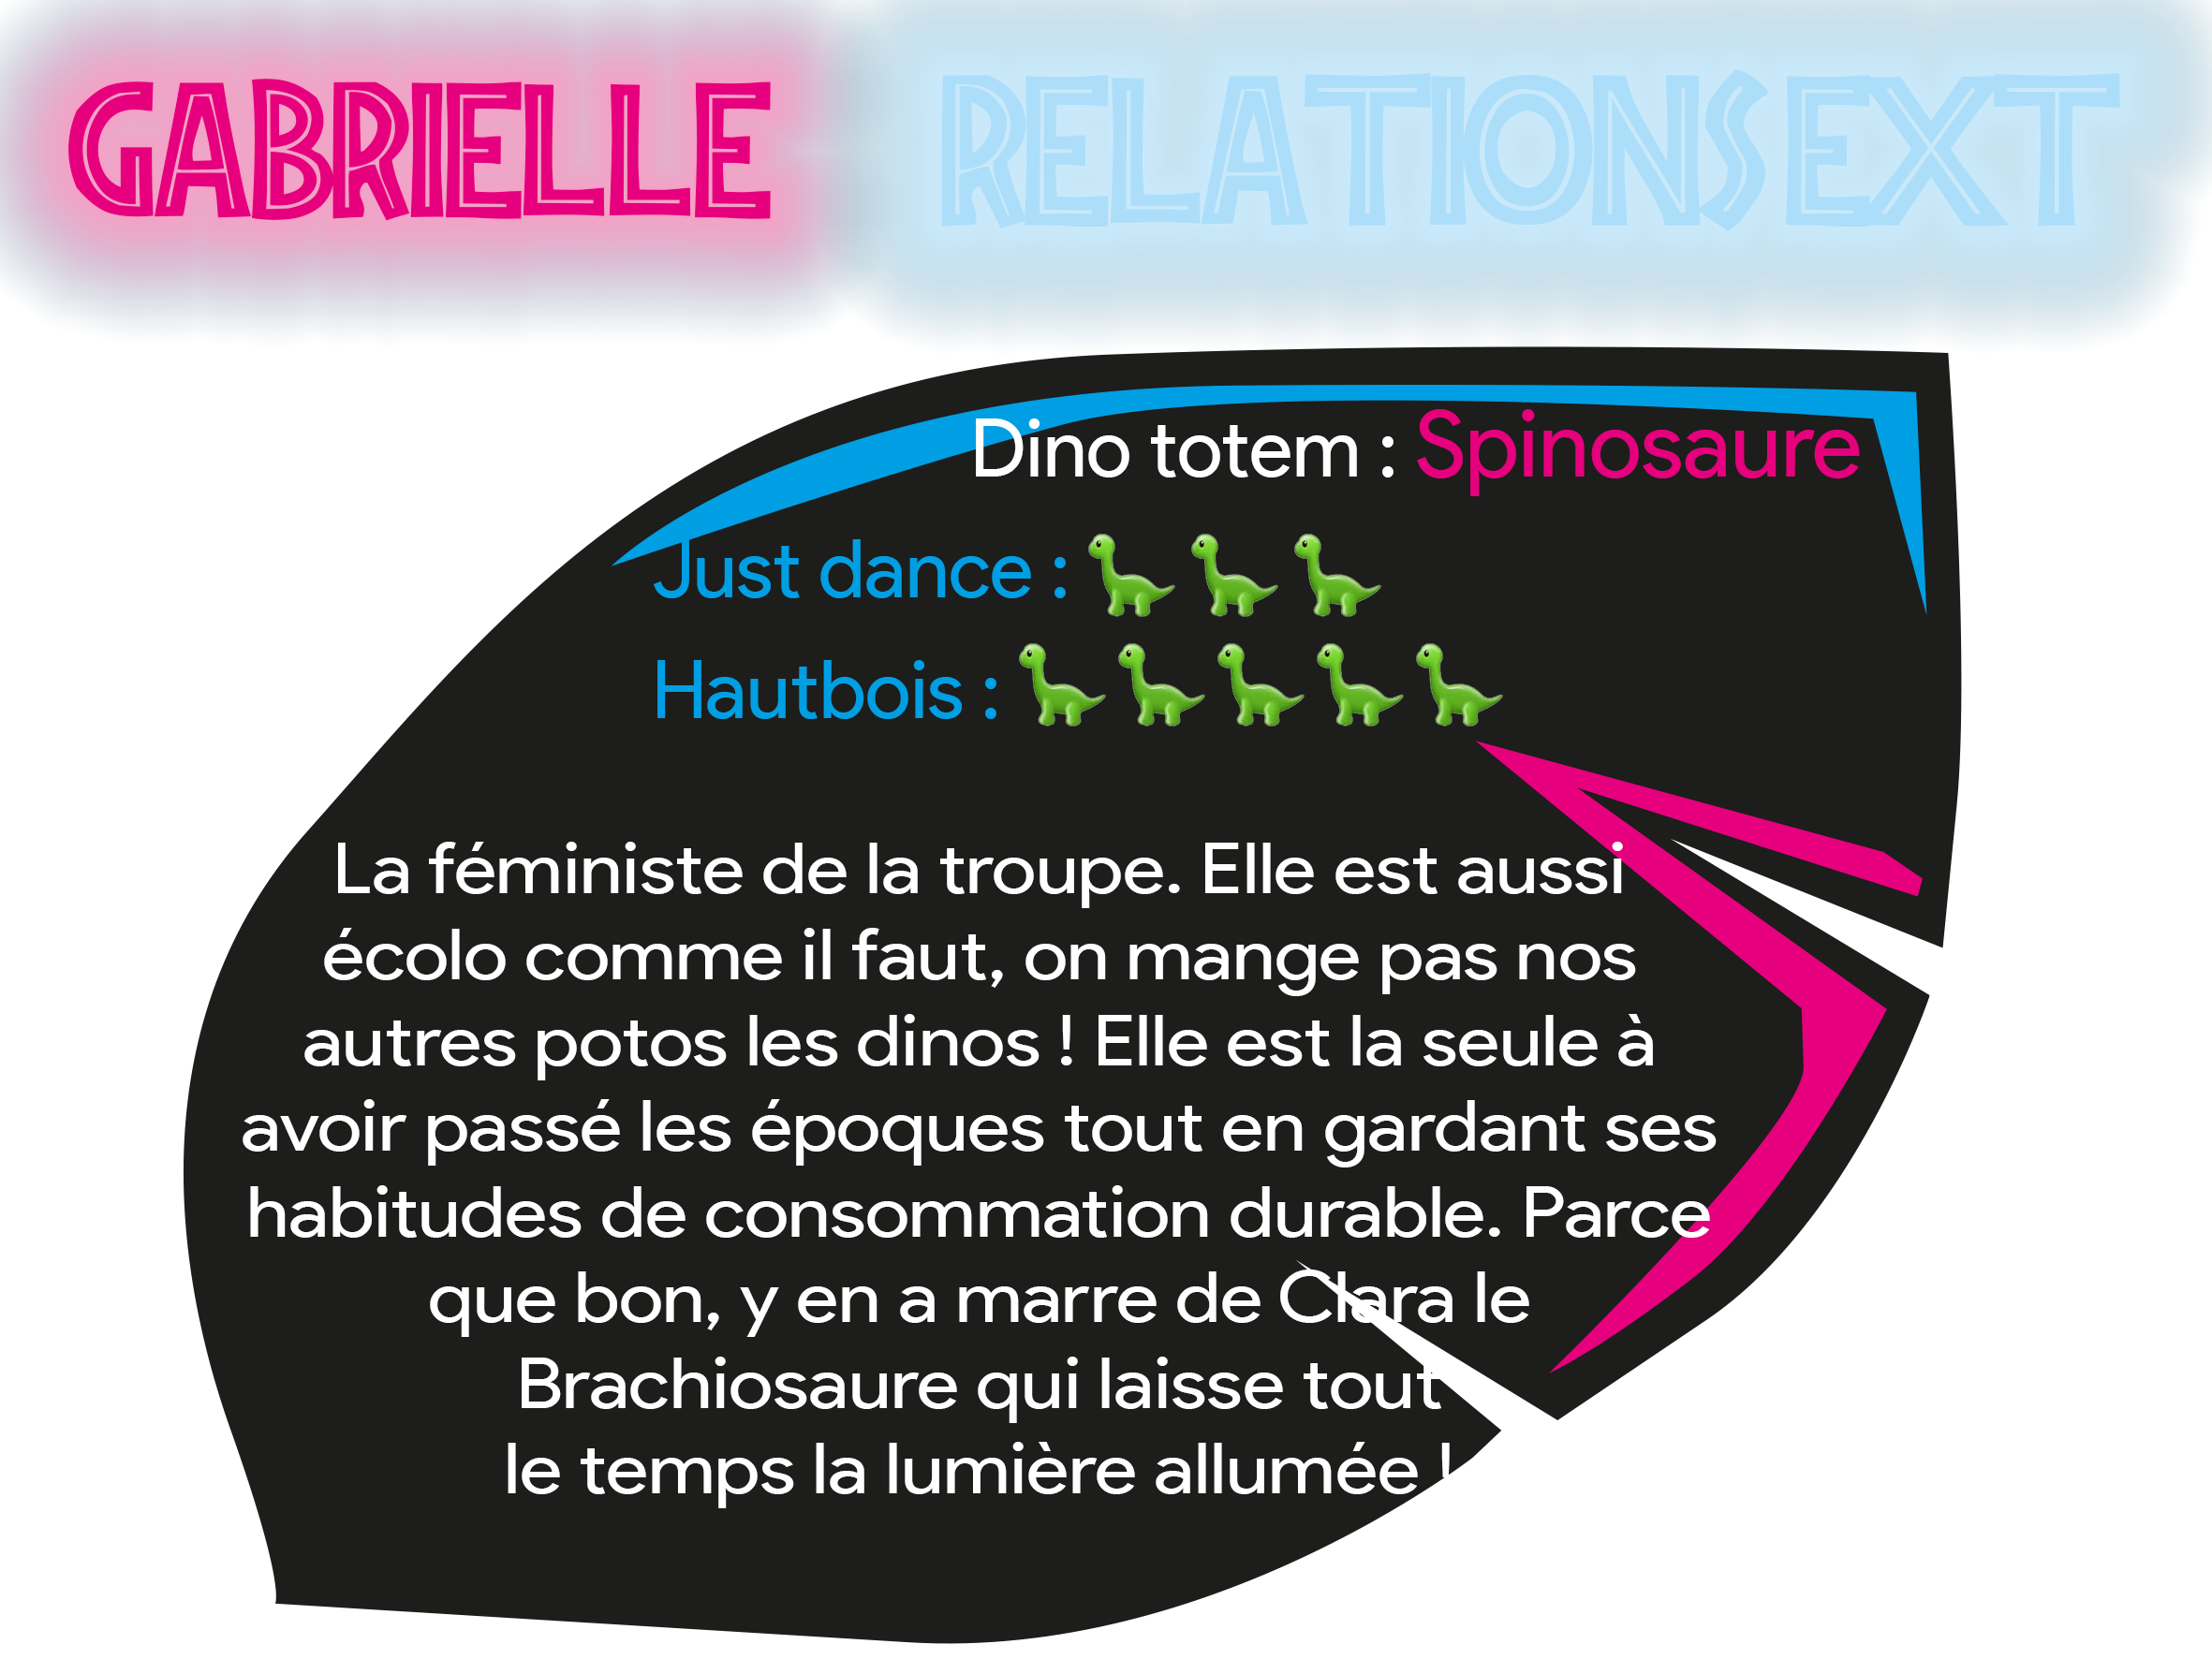 GABRIELLE RELATIONS EXT
Dino totem : Spinosaure
Just dance : 🦕🦕🦕
Hautbois : 🦕🦕🦕🦕🦕
La féministe de la troupe. Elle est aussi
écolo comme il faut, on mange pas nos
autres potos les dinos ! Elle est la seule à
avoir passé les époques tout en gardant ses
habitudes de consommation durable. Parce
que bon, y en a marre de Clara le
Brachiosaure qui laisse tout
le temps la lumière allumée !